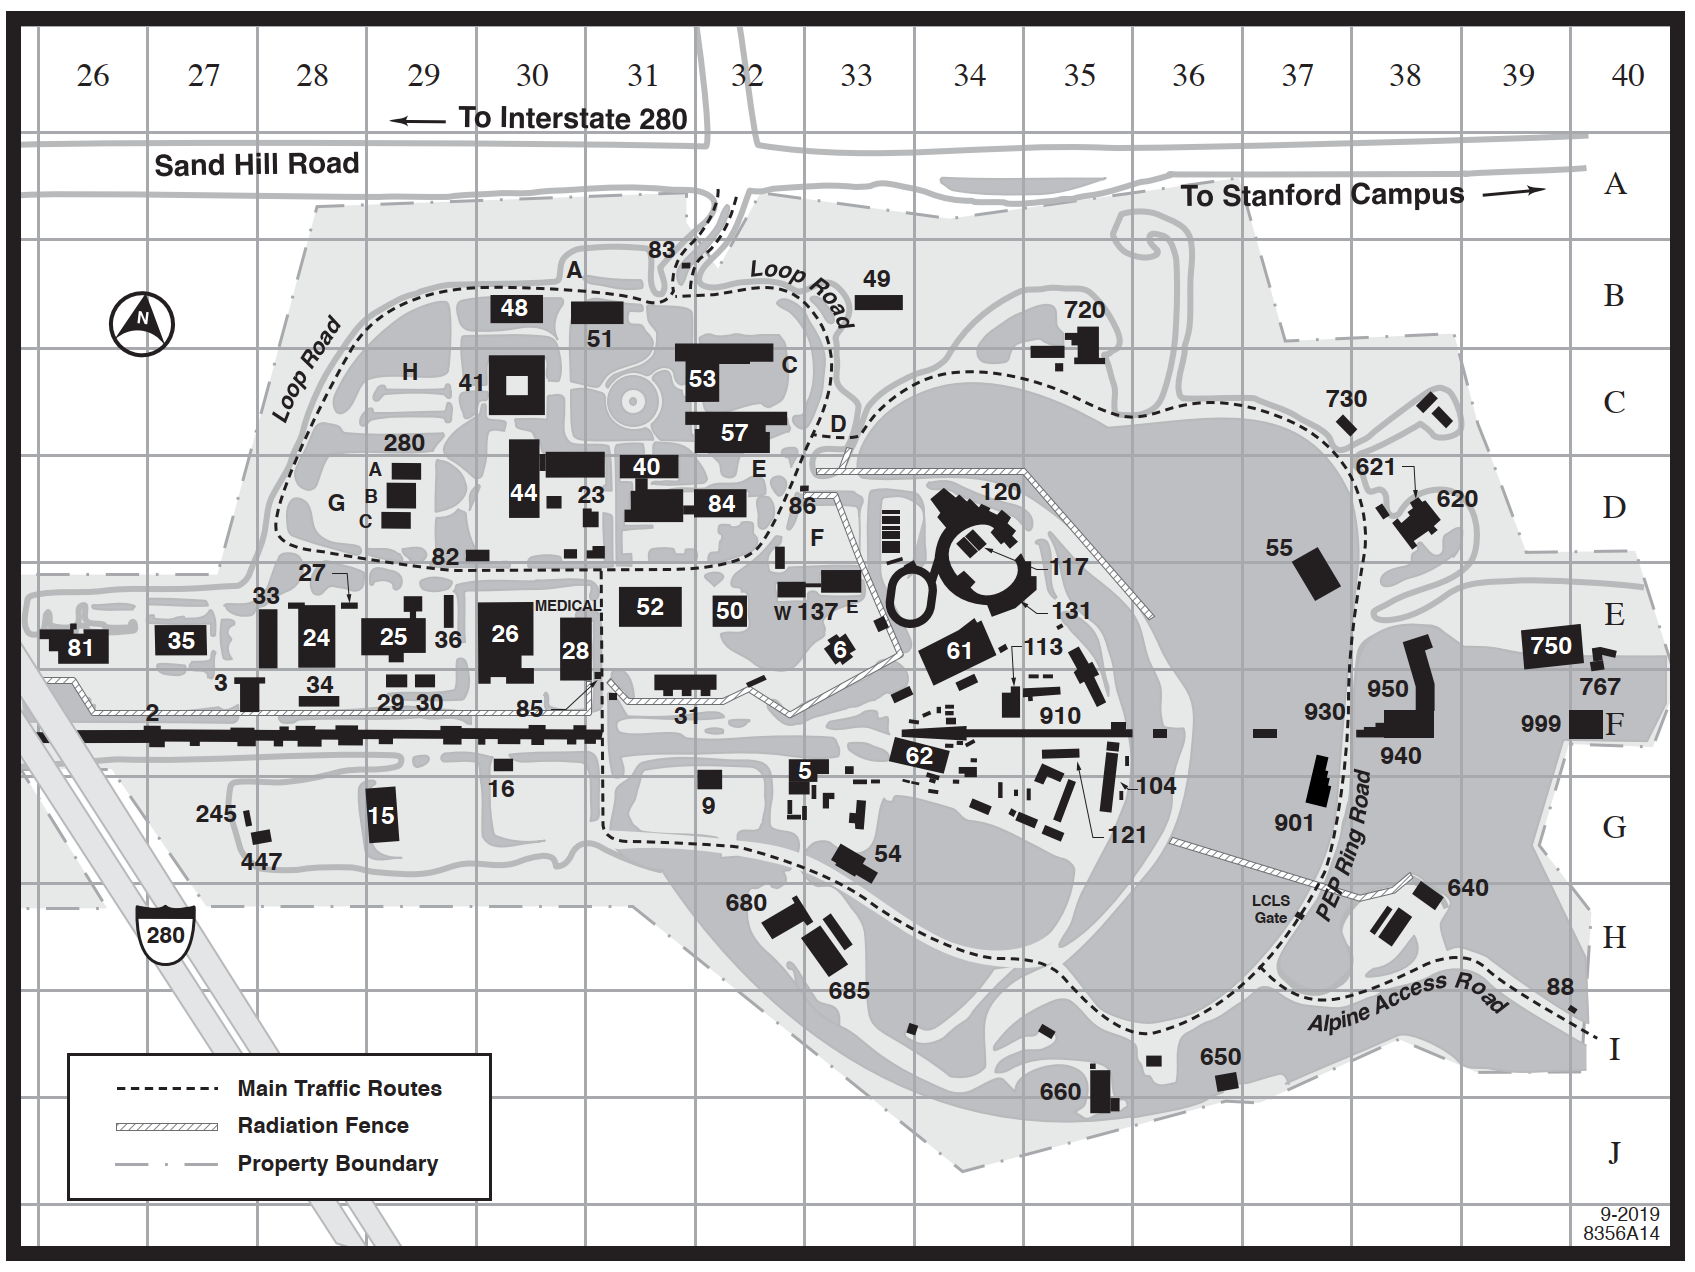 26 27 28 29 30 31 32 33 34 35 36 37 38 39 40
To Interstate 280
Sand Hill Road
A
To Stanford Campus
83
A
Loop Road
49
B
48
51
720
N
Loop Road
H
41
53
C
730
C
57
D
280
A
40
E
621
B
44
23
84
86
120
620
D
G
C
F
82
55
27
117
33
MEDICAL
52
50
W 137 E
131
E
81
35
24
25
36
26
28
6
61
113
750
3
34
29 30
85
31
910
950
767
2
930
999
F
62
940
16
5
245
15
9
104
901
PEP Ring Road
G
121
447
54
680
LCLS
Gate
640
280
H
685
88
Alpine Access Road
I
650
660
Main Traffic Routes
Radiation Fence
Property Boundary
J
9-2019
8356A14